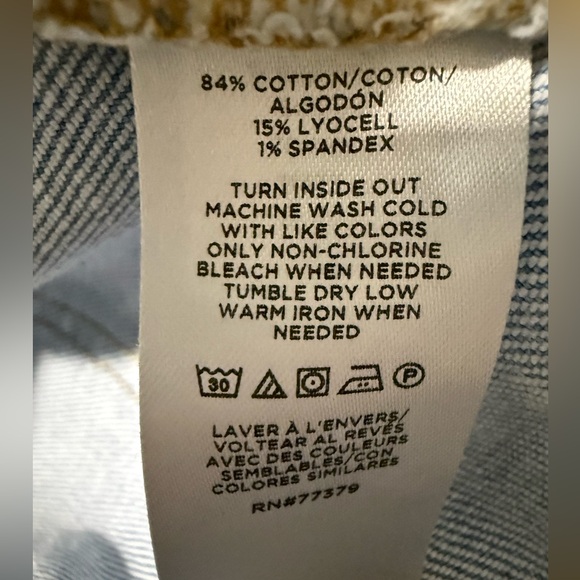 84% COTTON/COTON/
ALGODÓN
15% LYOCELL
1% SPANDEX
TURN INSIDE OUT
MACHINE WASH COLD
WITH LIKE COLORS
ONLY NON-CHLORINE
BLEACH WHEN NEEDED
TUMBLE DRY LOW
WARM IRON WHEN
NEEDED
30 P
LAVER À L'ENVERS/
VOLTEAR AL REVÉS
AVEC DES COULEURS
SEMBLABLES/CON
COLORES SIMILARES
RN#77379